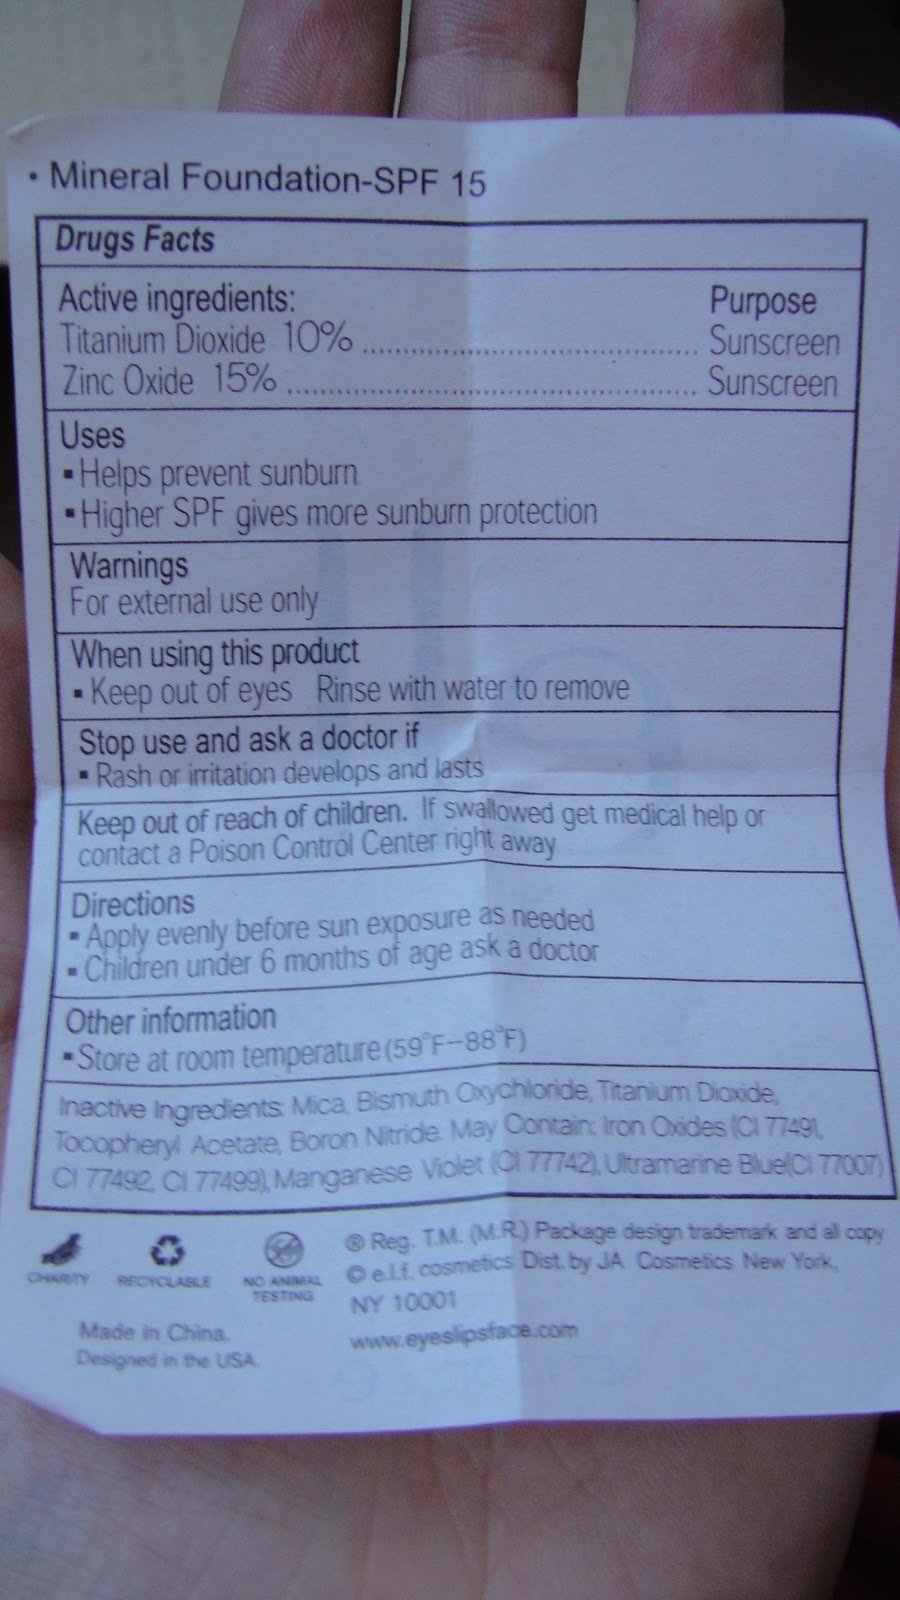 • Mineral Foundation-SPF 15
Drugs Facts
Active ingredients: Purpose
Titanium Dioxide 10% ........................................ Sunscreen
Zinc Oxide 15% ................................................ Sunscreen
Uses
▪ Helps prevent sunburn
▪ Higher SPF gives more sunburn protection
Warnings
For external use only
When using this product
▪ Keep out of eyes Rinse with water to remove
Stop use and ask a doctor if
▪ Rash or irritation develops and lasts
Keep out of reach of children. If swallowed get medical help or
contact a Poison Control Center right away
Directions
▪ Apply evenly before sun exposure as needed
▪ Children under 6 months of age ask a doctor
Other information
▪ Store at room temperature (59°F-88°F)
Inactive Ingredients: Mica, Bismuth Oxychloride, Titanium Dioxide,
Tocopheryl Acetate, Boron Nitride. May Contain: Iron Oxides (CI 77491,
CI 77492, CI 77499), Manganese Violet (CI 77742), Ultramarine Blue(CI 77007)
CHARITY RECYCLABLE NO ANIMAL
TESTING
® Reg. T.M. (M.R.) Package design trademark and all copy
© e.l.f. cosmetics Dist. by JA Cosmetics New York,
NY 10001
www.eyeslipsface.com
Made in China.
Designed in the USA.